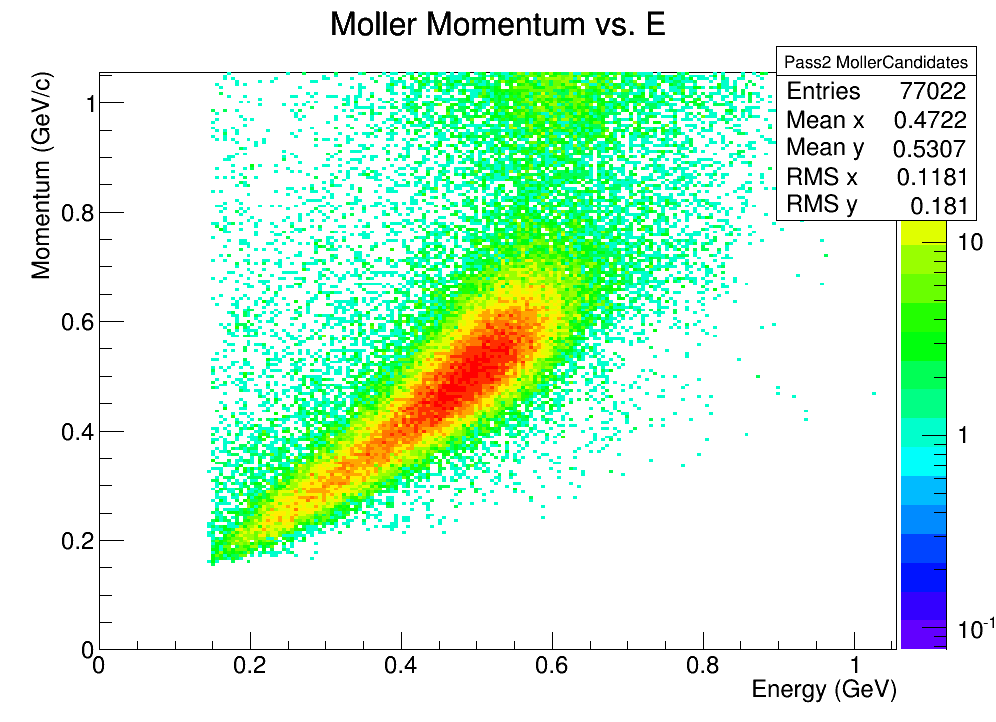 Moller Momentum vs. E
Pass2 MollerCandidates
Entries 77022
Mean x 0.4722
Mean y 0.5307
RMS x 0.1181
RMS y 0.181
Momentum (GeV/c)
1
0.8
0.6
0.4
0.2
0
10
1
10^-1
0 0.2 0.4 0.6 0.8 1
Energy (GeV)